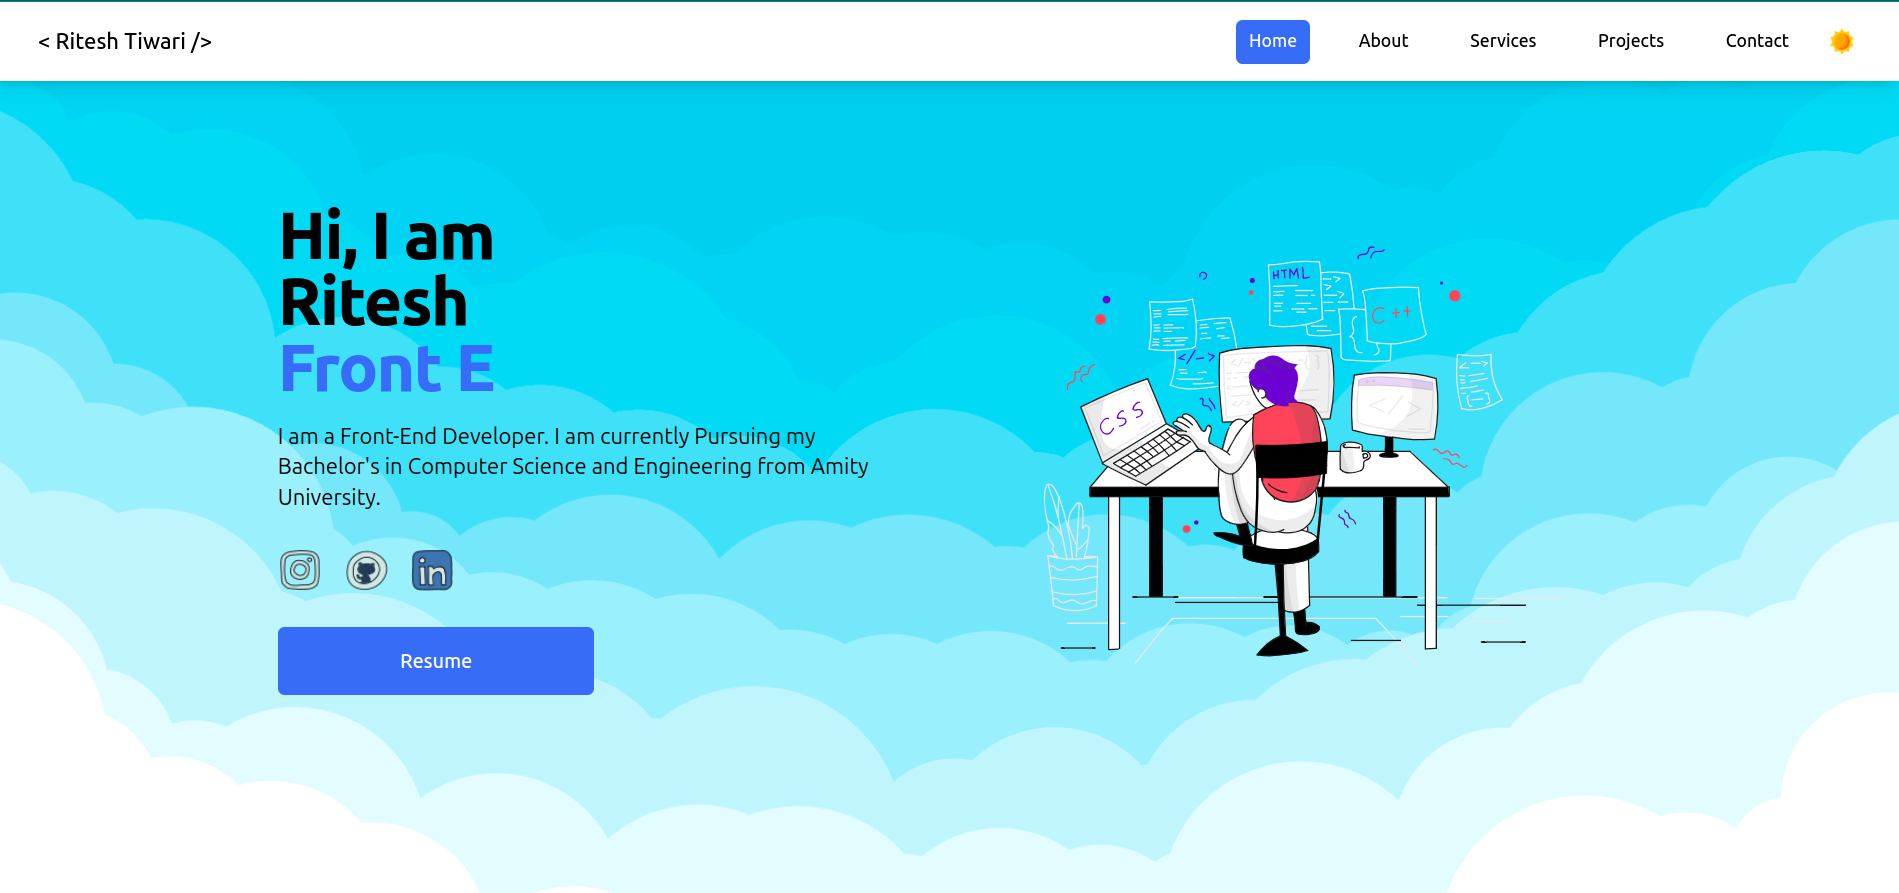 < Ritesh Tiwari />
Home
About
Services
Projects
Contact
Hi, I am
Ritesh
Front E
I am a Front-End Developer. I am currently Pursuing my
Bachelor's in Computer Science and Engineering from Amity
University.
in
Resume
HTML
C ++
{ }
</->
CSS
</>
</>
</>
</>